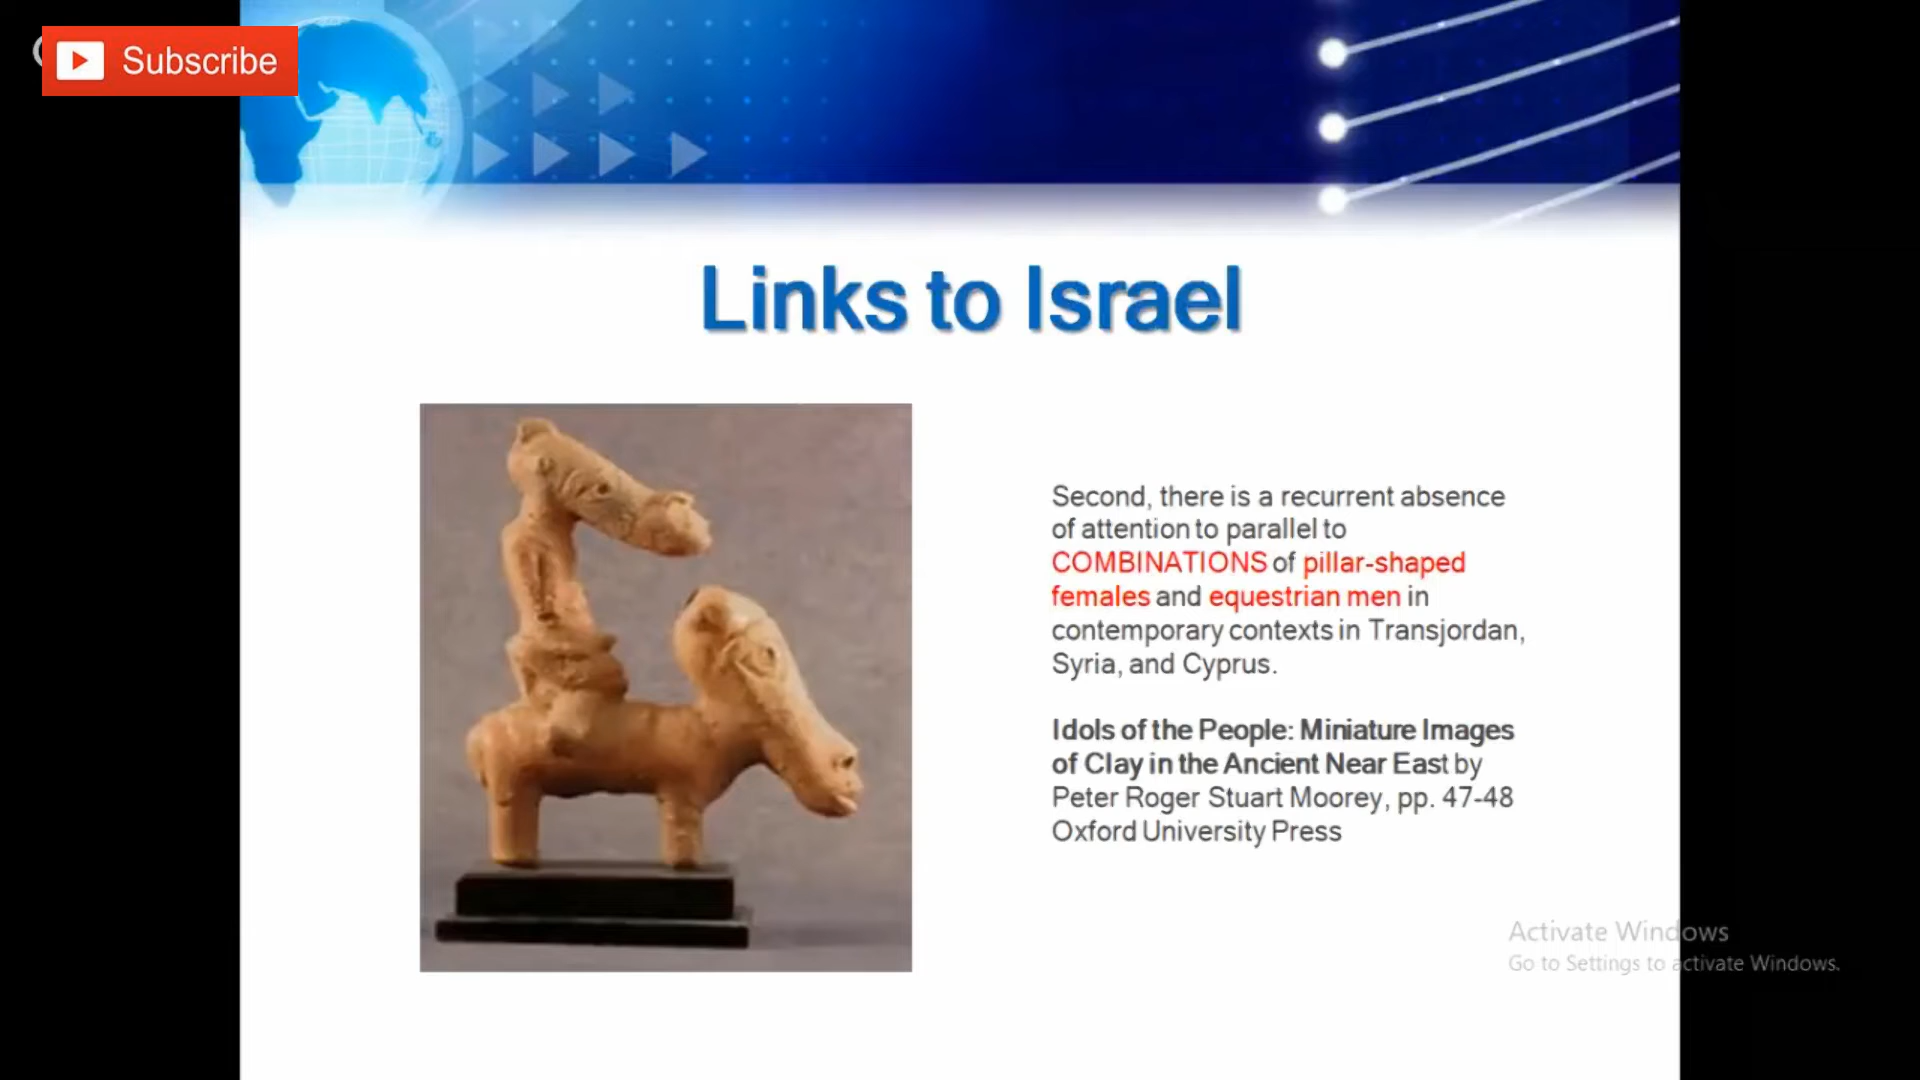 Subscribe
Links to Israel
Second, there is a recurrent absence
of attention to parallel to
COMBINATIONS of pillar-shaped
females and equestrian men in
contemporary contexts in Transjordan,
Syria, and Cyprus.
Idols of the People: Miniature Images
of Clay in the Ancient Near East by
Peter Roger Stuart Moorey, pp. 47-48
Oxford University Press
Activate Windows
Go to Settings to activate Windows.